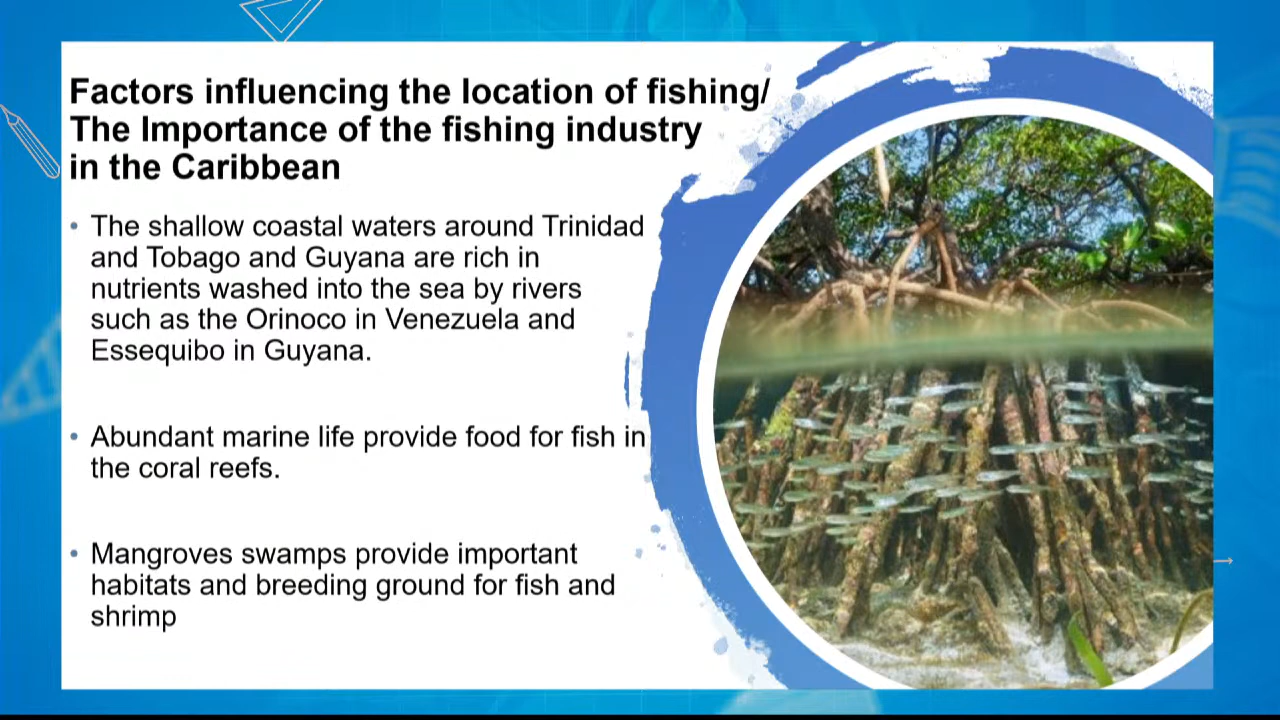 Factors influencing the location of fishing/
The Importance of the fishing industry
in the Caribbean
• The shallow coastal waters around Trinidad
and Tobago and Guyana are rich in
nutrients washed into the sea by rivers
such as the Orinoco in Venezuela and
Essequibo in Guyana.
• Abundant marine life provide food for fish in
the coral reefs.
• Mangroves swamps provide important
habitats and breeding ground for fish and
shrimp